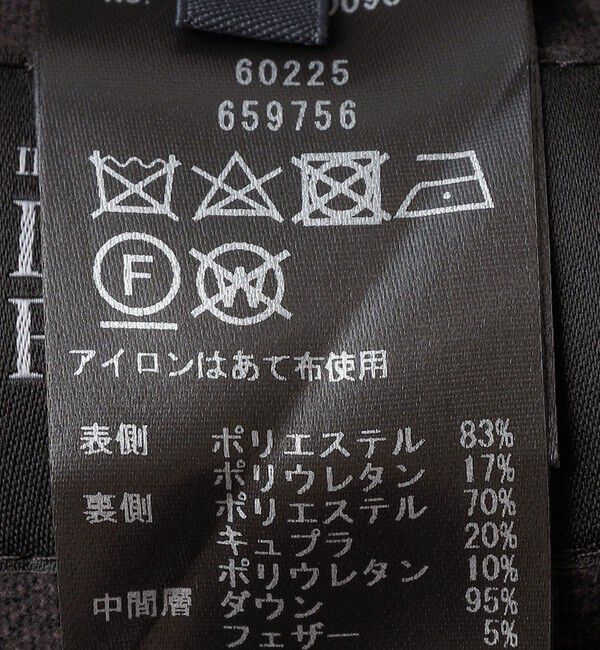 60225
659756
F
W
アイロンはあて布使用
表側 ポリエステル 83%
ポリウレタン 17%
裏側 ポリエステル 70%
キュプラ 20%
ポリウレタン 10%
中間層 ダウン 95%
フェザー 5%